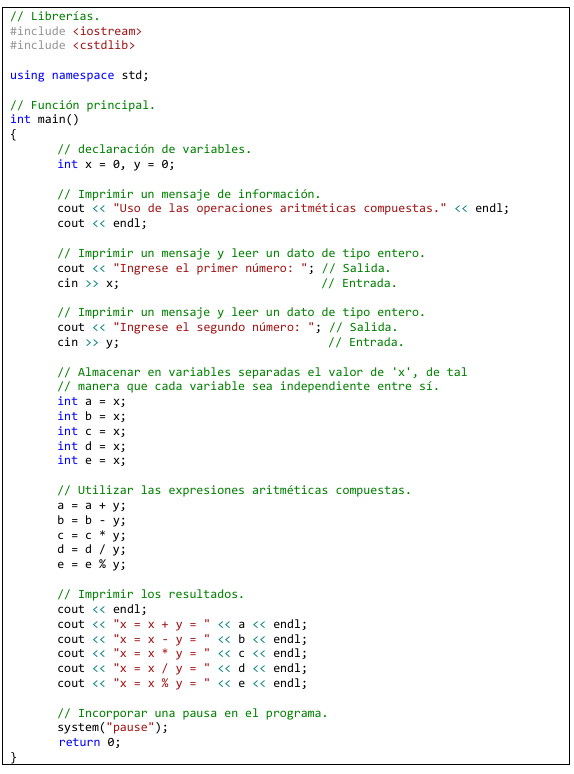 // Librerías.
#include <iostream>
#include <cstdlib>

using namespace std;

// Función principal.
int main()
{
// declaración de variables.
int x = 0, y = 0;

// Imprimir un mensaje de información.
cout << "Uso de las operaciones aritméticas compuestas." << endl;
cout << endl;

// Imprimir un mensaje y leer un dato de tipo entero.
cout << "Ingrese el primer número: "; // Salida.
cin >> x; // Entrada.

// Imprimir un mensaje y leer un dato de tipo entero.
cout << "Ingrese el segundo número: "; // Salida.
cin >> y; // Entrada.

// Almacenar en variables separadas el valor de 'x', de tal
// manera que cada variable sea independiente entre sí.
int a = x;
int b = x;
int c = x;
int d = x;
int e = x;

// Utilizar las expresiones aritméticas compuestas.
a = a + y;
b = b - y;
c = c * y;
d = d / y;
e = e % y;

// Imprimir los resultados.
cout << endl;
cout << "x = x + y = " << a << endl;
cout << "x = x - y = " << b << endl;
cout << "x = x * y = " << c << endl;
cout << "x = x / y = " << d << endl;
cout << "x = x % y = " << e << endl;

// Incorporar una pausa en el programa.
system("pause");
return 0;
}